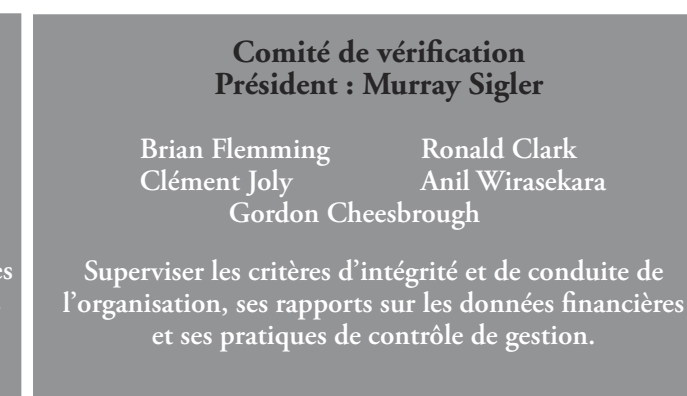 Comité de vérification
Président : Murray Sigler
Brian Flemming Ronald Clark
Clément Joly Anil Wirasekara
Gordon Cheesbrough
Superviser les critères d’intégrité et de conduite de
l’organisation, ses rapports sur les données financières
et ses pratiques de contrôle de gestion.